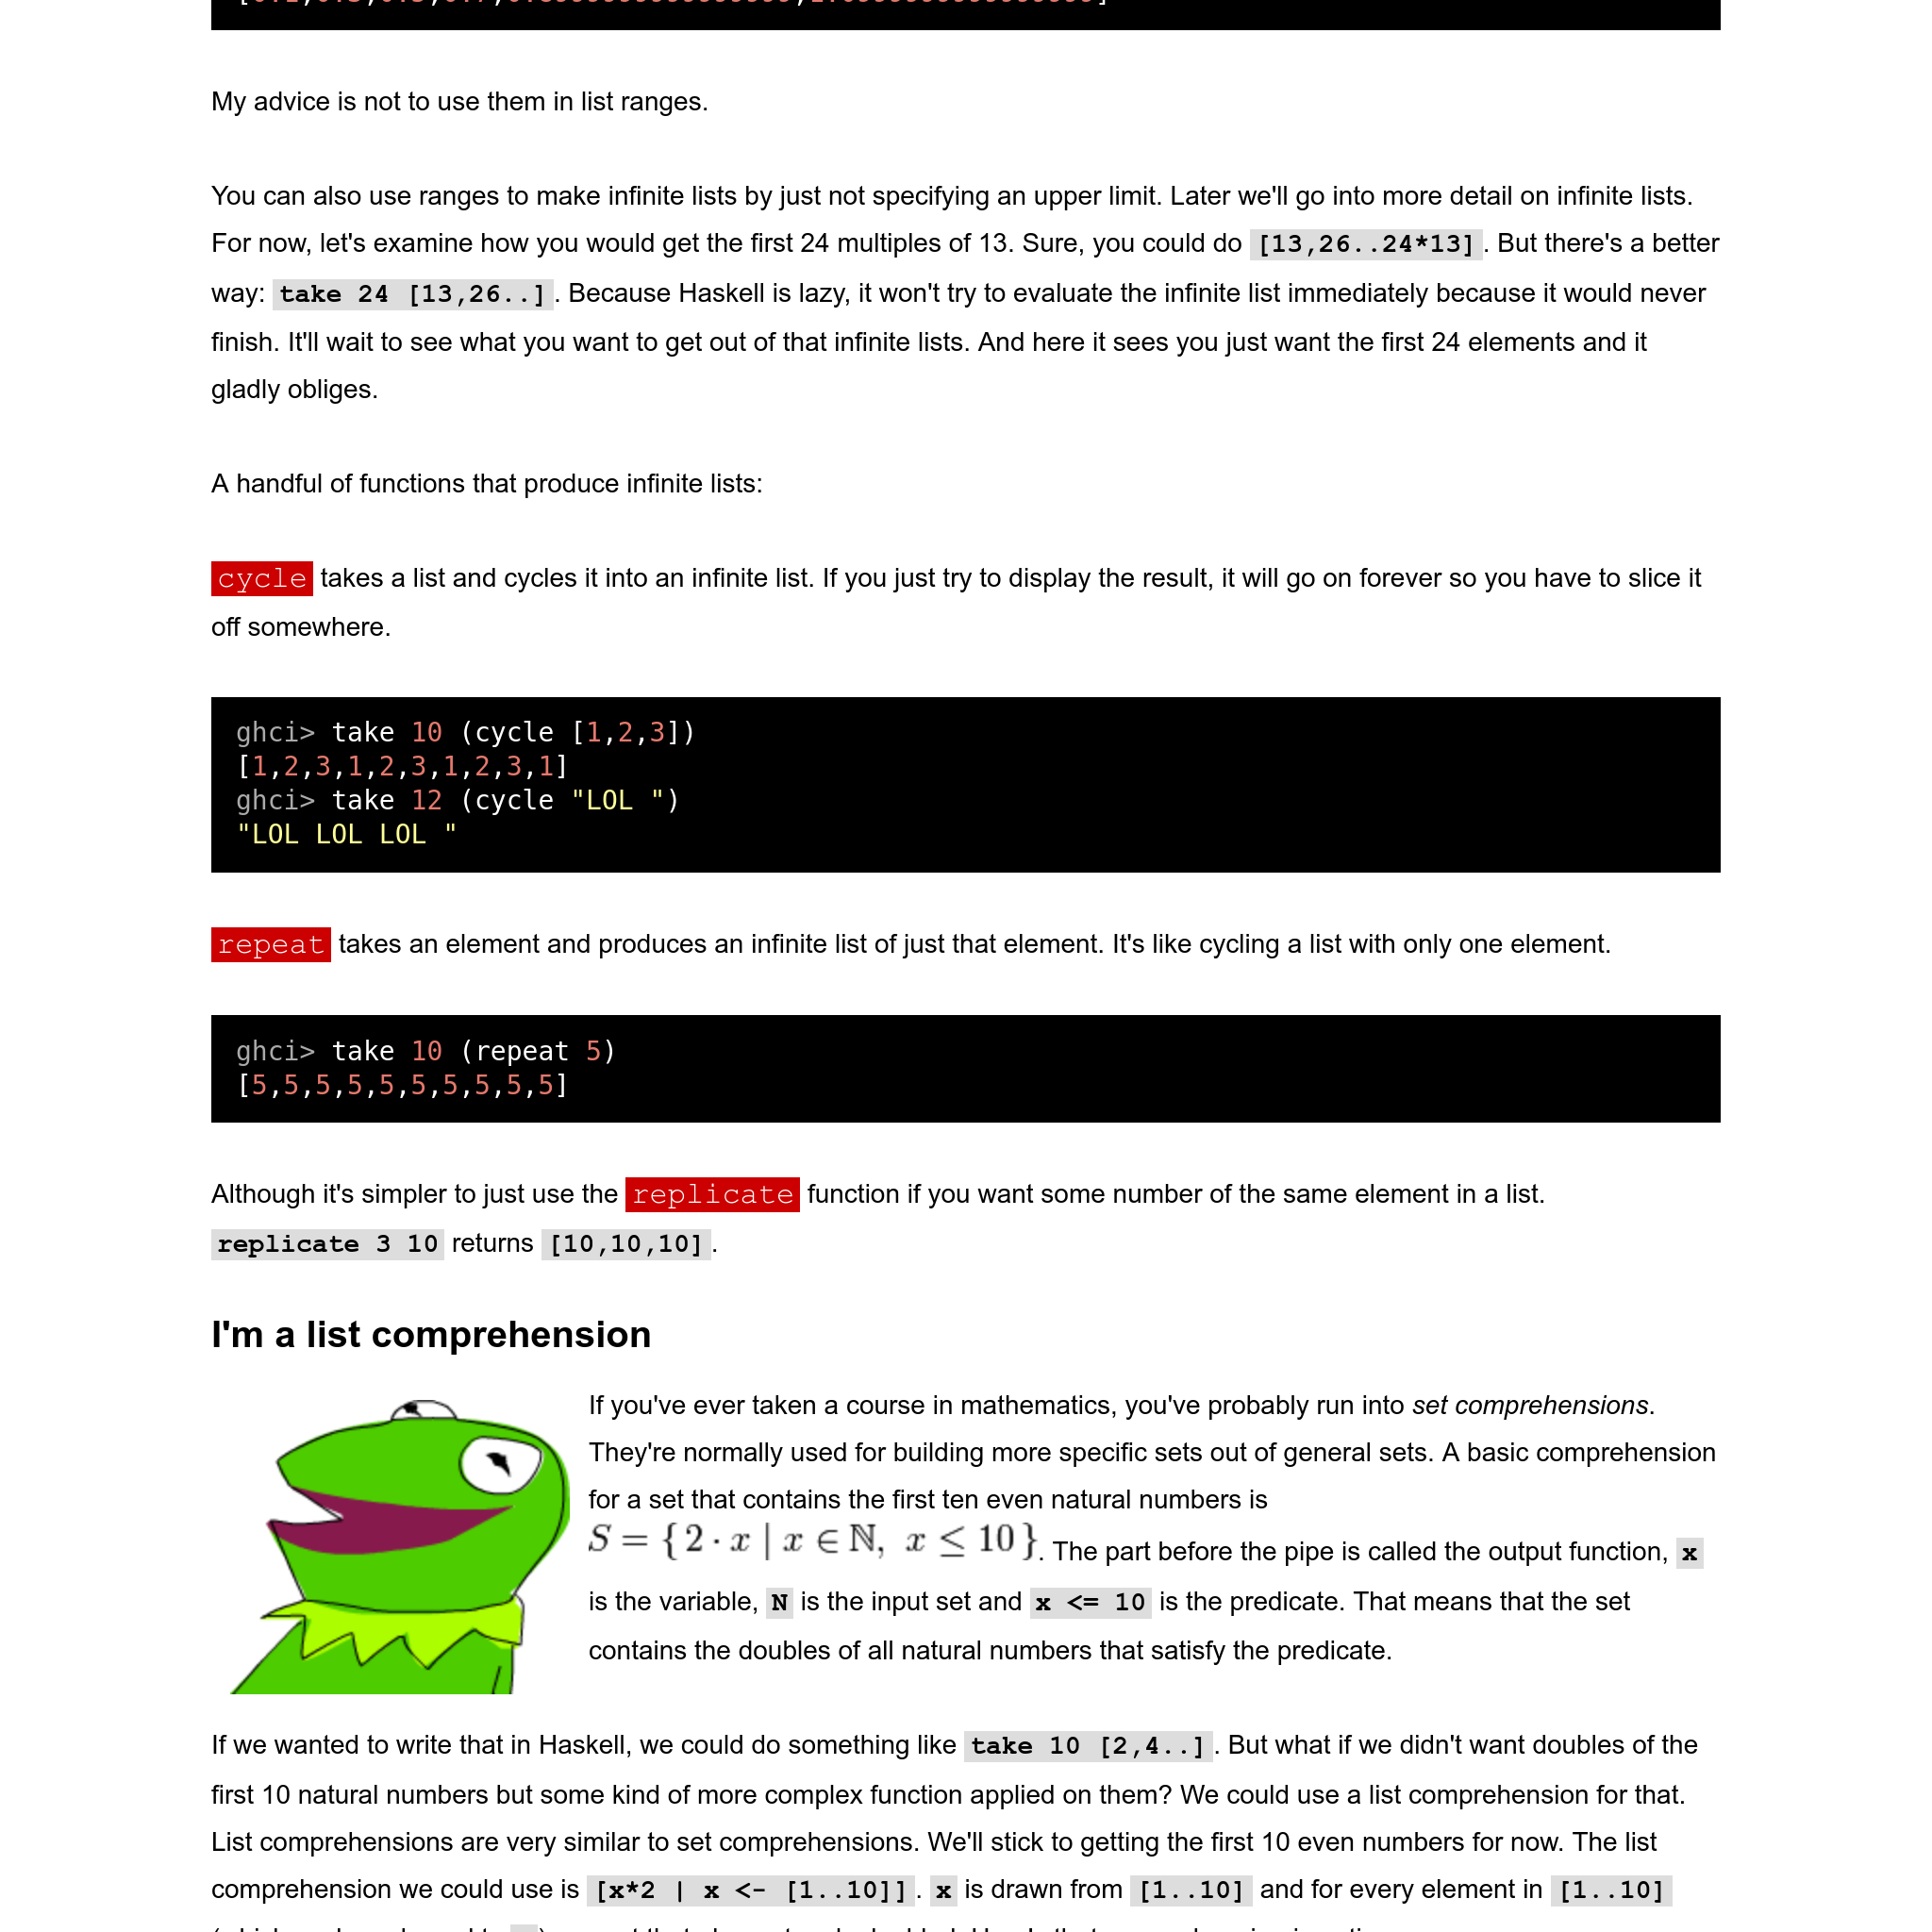 My advice is not to use them in list ranges.
You can also use ranges to make infinite lists by just not specifying an upper limit. Later we'll go into more detail on infinite lists.
For now, let's examine how you would get the first 24 multiples of 13. Sure, you could do [13,26..24*13]. But there's a better
way: take 24 [13,26..]. Because Haskell is lazy, it won't try to evaluate the infinite list immediately because it would never
finish. It'll wait to see what you want to get out of that infinite lists. And here it sees you just want the first 24 elements and it
gladly obliges.
A handful of functions that produce infinite lists:
cycle takes a list and cycles it into an infinite list. If you just try to display the result, it will go on forever so you have to slice it
off somewhere.
ghci> take 10 (cycle [1,2,3])
[1,2,3,1,2,3,1,2,3,1]
ghci> take 12 (cycle "LOL ")
"LOL LOL LOL "
repeat takes an element and produces an infinite list of just that element. It's like cycling a list with only one element.
ghci> take 10 (repeat 5)
[5,5,5,5,5,5,5,5,5,5]
Although it's simpler to just use the replicate function if you want some number of the same element in a list.
replicate 3 10 returns [10,10,10].
I'm a list comprehension
If you've ever taken a course in mathematics, you've probably run into set comprehensions.
They're normally used for building more specific sets out of general sets. A basic comprehension
for a set that contains the first ten even natural numbers is
S = { 2 · x | x ∈ ℕ, x ≤ 10 }. The part before the pipe is called the output function, x
is the variable, N is the input set and x <= 10 is the predicate. That means that the set
contains the doubles of all natural numbers that satisfy the predicate.
If we wanted to write that in Haskell, we could do something like take 10 [2,4..]. But what if we didn't want doubles of the
first 10 natural numbers but some kind of more complex function applied on them? We could use a list comprehension for that.
List comprehensions are very similar to set comprehensions. We'll stick to getting the first 10 even numbers for now. The list
comprehension we could use is [x*2 | x <- [1..10]]. x is drawn from [1..10] and for every element in [1..10]